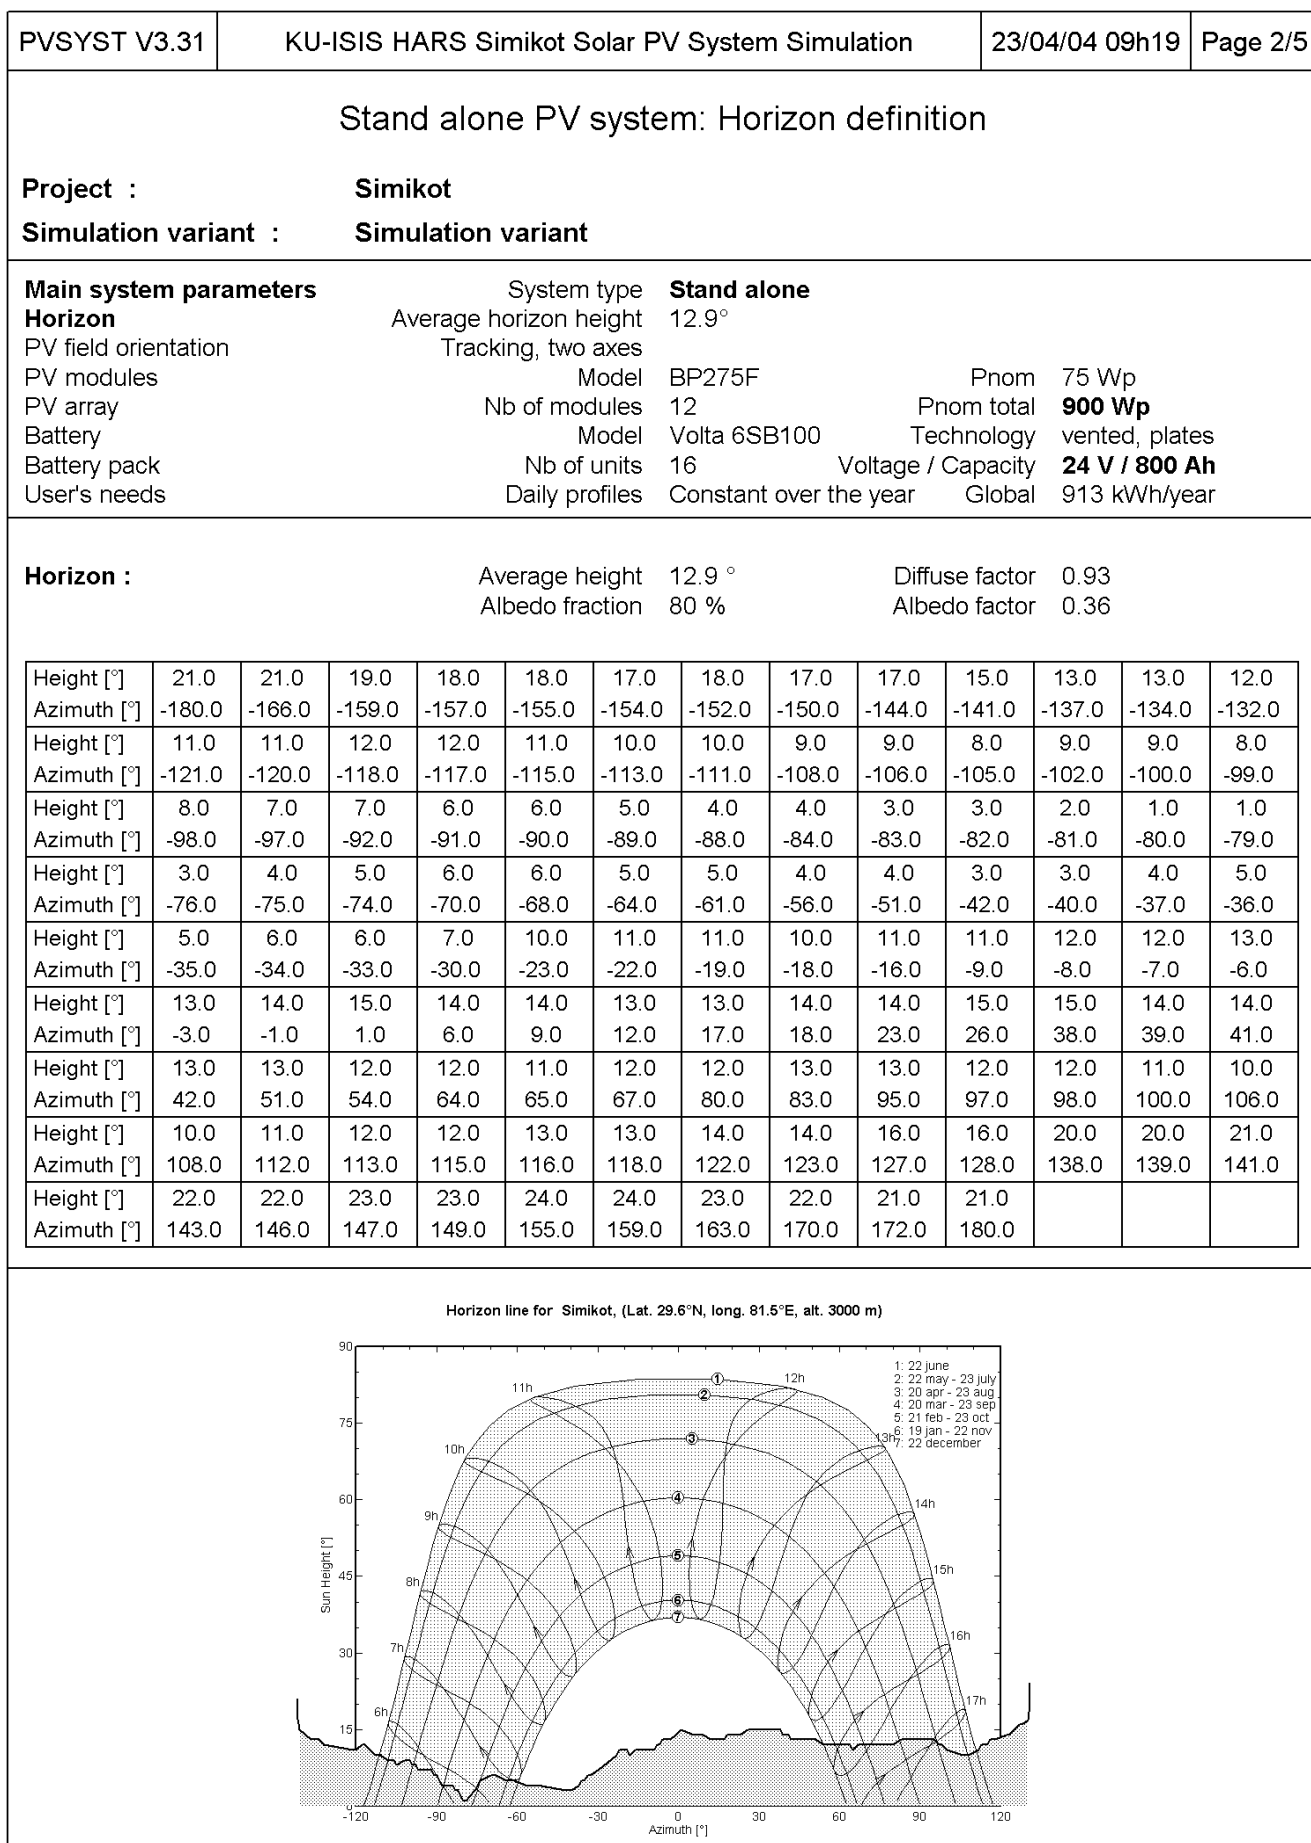 PVSYST V3.31 KU-ISIS HARS Simikot Solar PV System Simulation 23/04/04 09h19 Page 2/5
Stand alone PV system: Horizon definition
Project : Simikot
Simulation variant : Simulation variant
Main system parameters System type Stand alone
Horizon Average horizon height 12.9°
PV field orientation Tracking, two axes
PV modules Model BP275F Pnom 75 Wp
PV array Nb of modules 12 Pnom total 900 Wp
Battery Model Volta 6SB100 Technology vented, plates
Battery pack Nb of units 16 Voltage / Capacity 24 V / 800 Ah
User's needs Daily profiles Constant over the year Global 913 kWh/year
Horizon : Average height 12.9 ° Diffuse factor 0.93
Albedo fraction 80 % Albedo factor 0.36
Height [°] 21.0 21.0 19.0 18.0 18.0 17.0 18.0 17.0 17.0 15.0 13.0 13.0 12.0
Azimuth [°] -180.0 -166.0 -159.0 -157.0 -155.0 -154.0 -152.0 -150.0 -144.0 -141.0 -137.0 -134.0 -132.0
Height [°] 11.0 11.0 12.0 12.0 11.0 10.0 10.0 9.0 9.0 8.0 9.0 9.0 8.0
Azimuth [°] -121.0 -120.0 -118.0 -117.0 -115.0 -113.0 -111.0 -108.0 -106.0 -105.0 -102.0 -100.0 -99.0
Height [°] 8.0 7.0 7.0 6.0 6.0 5.0 4.0 4.0 3.0 3.0 2.0 1.0 1.0
Azimuth [°] -98.0 -97.0 -92.0 -91.0 -90.0 -89.0 -88.0 -84.0 -83.0 -82.0 -81.0 -80.0 -79.0
Height [°] 3.0 4.0 5.0 6.0 6.0 5.0 5.0 4.0 4.0 3.0 3.0 4.0 5.0
Azimuth [°] -76.0 -75.0 -74.0 -70.0 -68.0 -64.0 -61.0 -56.0 -51.0 -42.0 -40.0 -37.0 -36.0
Height [°] 5.0 6.0 6.0 7.0 10.0 11.0 11.0 10.0 11.0 11.0 12.0 12.0 13.0
Azimuth [°] -35.0 -34.0 -33.0 -30.0 -23.0 -22.0 -19.0 -18.0 -16.0 -9.0 -8.0 -7.0 -6.0
Height [°] 13.0 14.0 15.0 14.0 14.0 13.0 13.0 14.0 14.0 15.0 15.0 14.0 14.0
Azimuth [°] -3.0 -1.0 1.0 6.0 9.0 12.0 17.0 18.0 23.0 26.0 38.0 39.0 41.0
Height [°] 13.0 13.0 12.0 12.0 11.0 12.0 12.0 13.0 13.0 12.0 12.0 11.0 10.0
Azimuth [°] 42.0 51.0 54.0 64.0 65.0 67.0 80.0 83.0 95.0 97.0 98.0 100.0 106.0
Height [°] 10.0 11.0 12.0 12.0 13.0 13.0 14.0 14.0 16.0 16.0 20.0 20.0 21.0
Azimuth [°] 108.0 112.0 113.0 115.0 116.0 118.0 122.0 123.0 127.0 128.0 138.0 139.0 141.0
Height [°] 22.0 22.0 23.0 23.0 24.0 24.0 23.0 22.0 21.0 21.0
Azimuth [°] 143.0 146.0 147.0 149.0 155.0 159.0 163.0 170.0 172.0 180.0
Horizon line for Simikot, (Lat. 29.6°N, long. 81.5°E, alt. 3000 m)
90
1: 22 june
2: 22 may - 23 july
3: 20 apr - 23 aug
4: 20 mar - 23 sep
5: 21 feb - 23 oct
6: 19 jan - 22 nov
7: 22 december
11h 1 12h
2
75
3 13h
10h
60 4
14h
9h
5
45 15h
8h
6
7
16h
30
7h
17h
6h
15
0
Sun Height [°]
-120 -90 -60 -30 0 30 60 90 120
Azimuth [°]